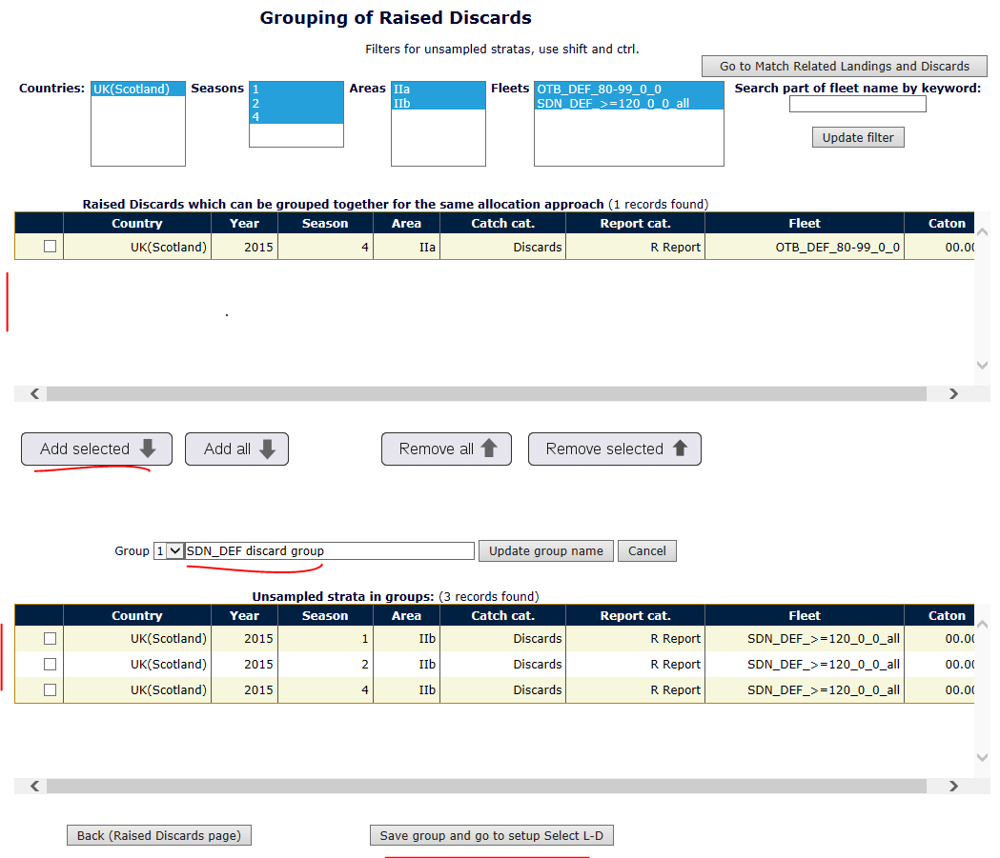 Grouping of Raised Discards
Filters for unsampled stratas, use shift and ctrl.
Go to Match Related Landings and Discards
Countries: UK(Scotland) Seasons 1 2 4 Areas IIa IIb Fleets OTB_DEF_80-99_0_0 SDN_DEF_>=120_0_0_all Search part of fleet name by keyword:
Update filter
Raised Discards which can be grouped together for the same allocation approach (1 records found)
Country Year Season Area Catch cat. Report cat. Fleet Caton
UK(Scotland) 2015 4 IIa Discards R Report OTB_DEF_80-99_0_0 00.00
Add selected Add all Remove all Remove selected
Group 1 SDN_DEF discard group Update group name Cancel
Unsampled strata in groups: (3 records found)
Country Year Season Area Catch cat. Report cat. Fleet Caton
UK(Scotland) 2015 1 IIb Discards R Report SDN_DEF_>=120_0_0_all 00.00
UK(Scotland) 2015 2 IIb Discards R Report SDN_DEF_>=120_0_0_all 00.00
UK(Scotland) 2015 4 IIb Discards R Report SDN_DEF_>=120_0_0_all 00.00
Back (Raised Discards page) Save group and go to setup Select L-D